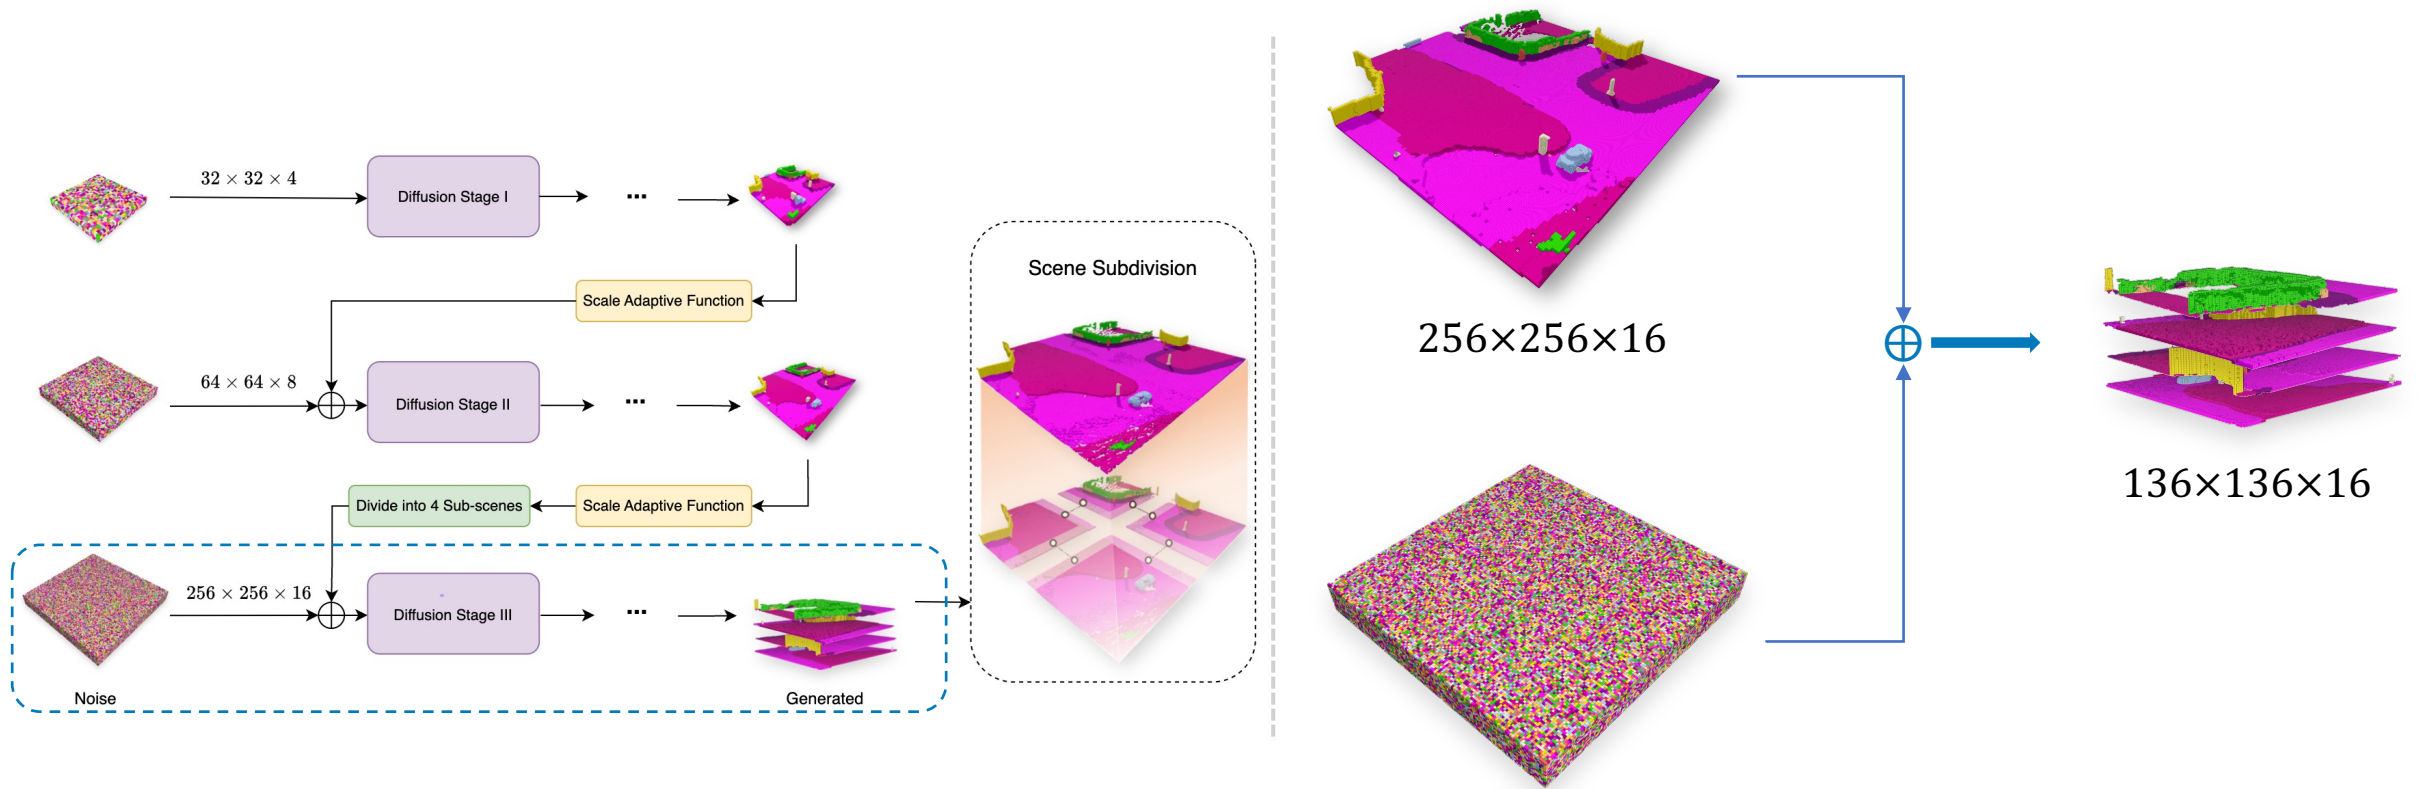 32 × 32 × 4
Diffusion Stage I
...
Scale Adaptive Function
64 × 64 × 8
Diffusion Stage II
...
Divide into 4 Sub-scenes
Scale Adaptive Function
256 × 256 × 16
Diffusion Stage III
...
Noise
Generated
Scene Subdivision
256×256×16
136×136×16